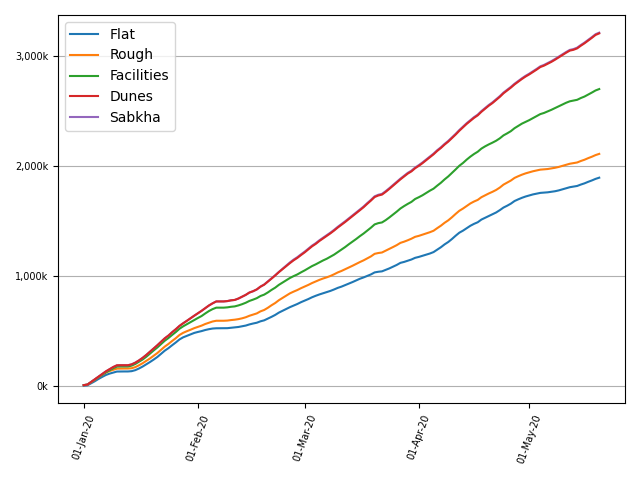 Flat
Rough
Facilities
Dunes
Sabkha
3,000k
2,000k
1,000k
0k
01-Jan-20
01-Feb-20
01-Mar-20
01-Apr-20
01-May-20